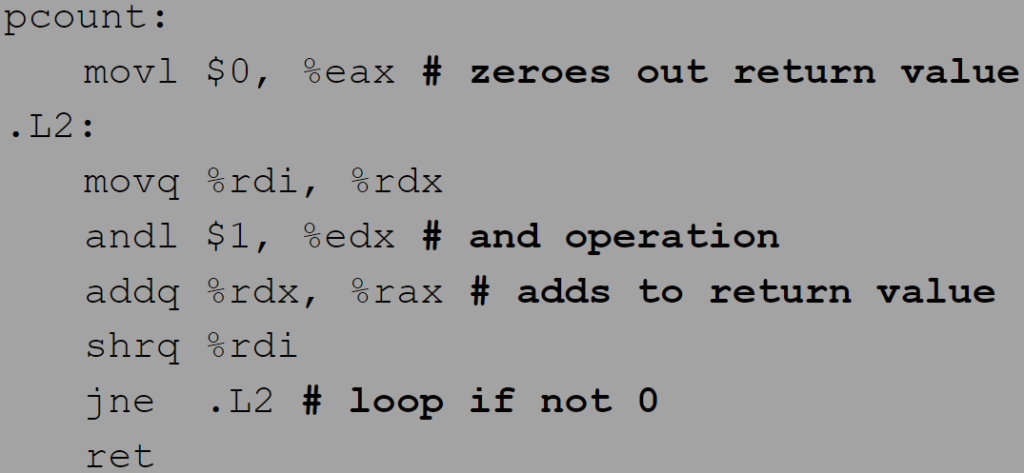 pcount:
movl $0, %eax # zeroes out return value
.L2:
movq %rdi, %rdx
andl $1, %edx # and operation
addq %rdx, %rax # adds to return value
shrq %rdi
jne .L2 # loop if not 0
ret